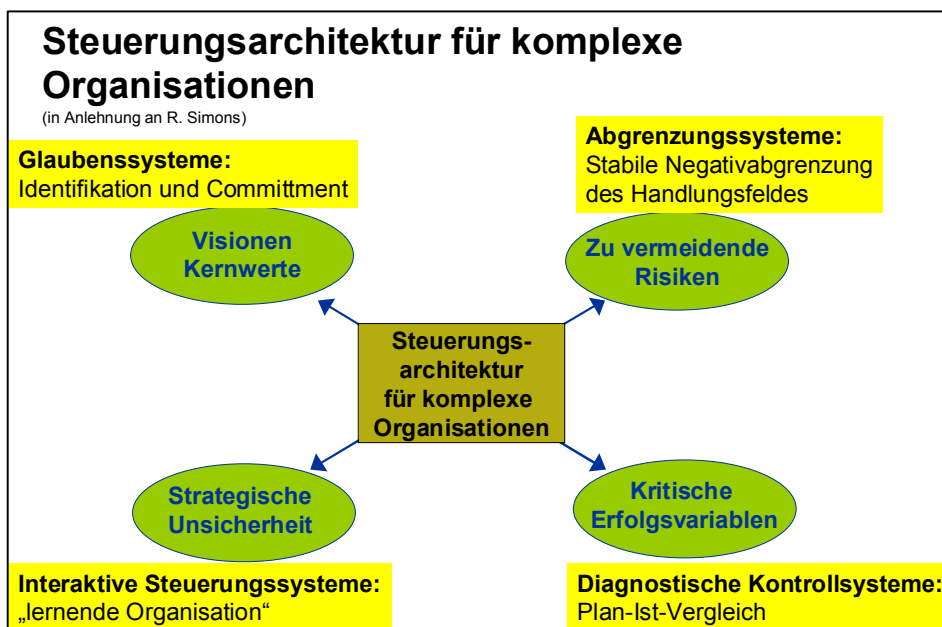 Steuerungsarchitektur für komplexe
Organisationen
(in Anlehnung an R. Simons)
Glaubenssysteme:
Identifikation und Committment
Abgrenzungssysteme:
Stabile Negativabgrenzung
des Handlungsfeldes
Visionen
Kernwerte
Zu vermeidende
Risiken
Steuerungs-
architektur
für komplexe
Organisationen
Strategische
Unsicherheit
Kritische
Erfolgsvariablen
Interaktive Steuerungssysteme:
„lernende Organisation“
Diagnostische Kontrollsysteme:
Plan-Ist-Vergleich